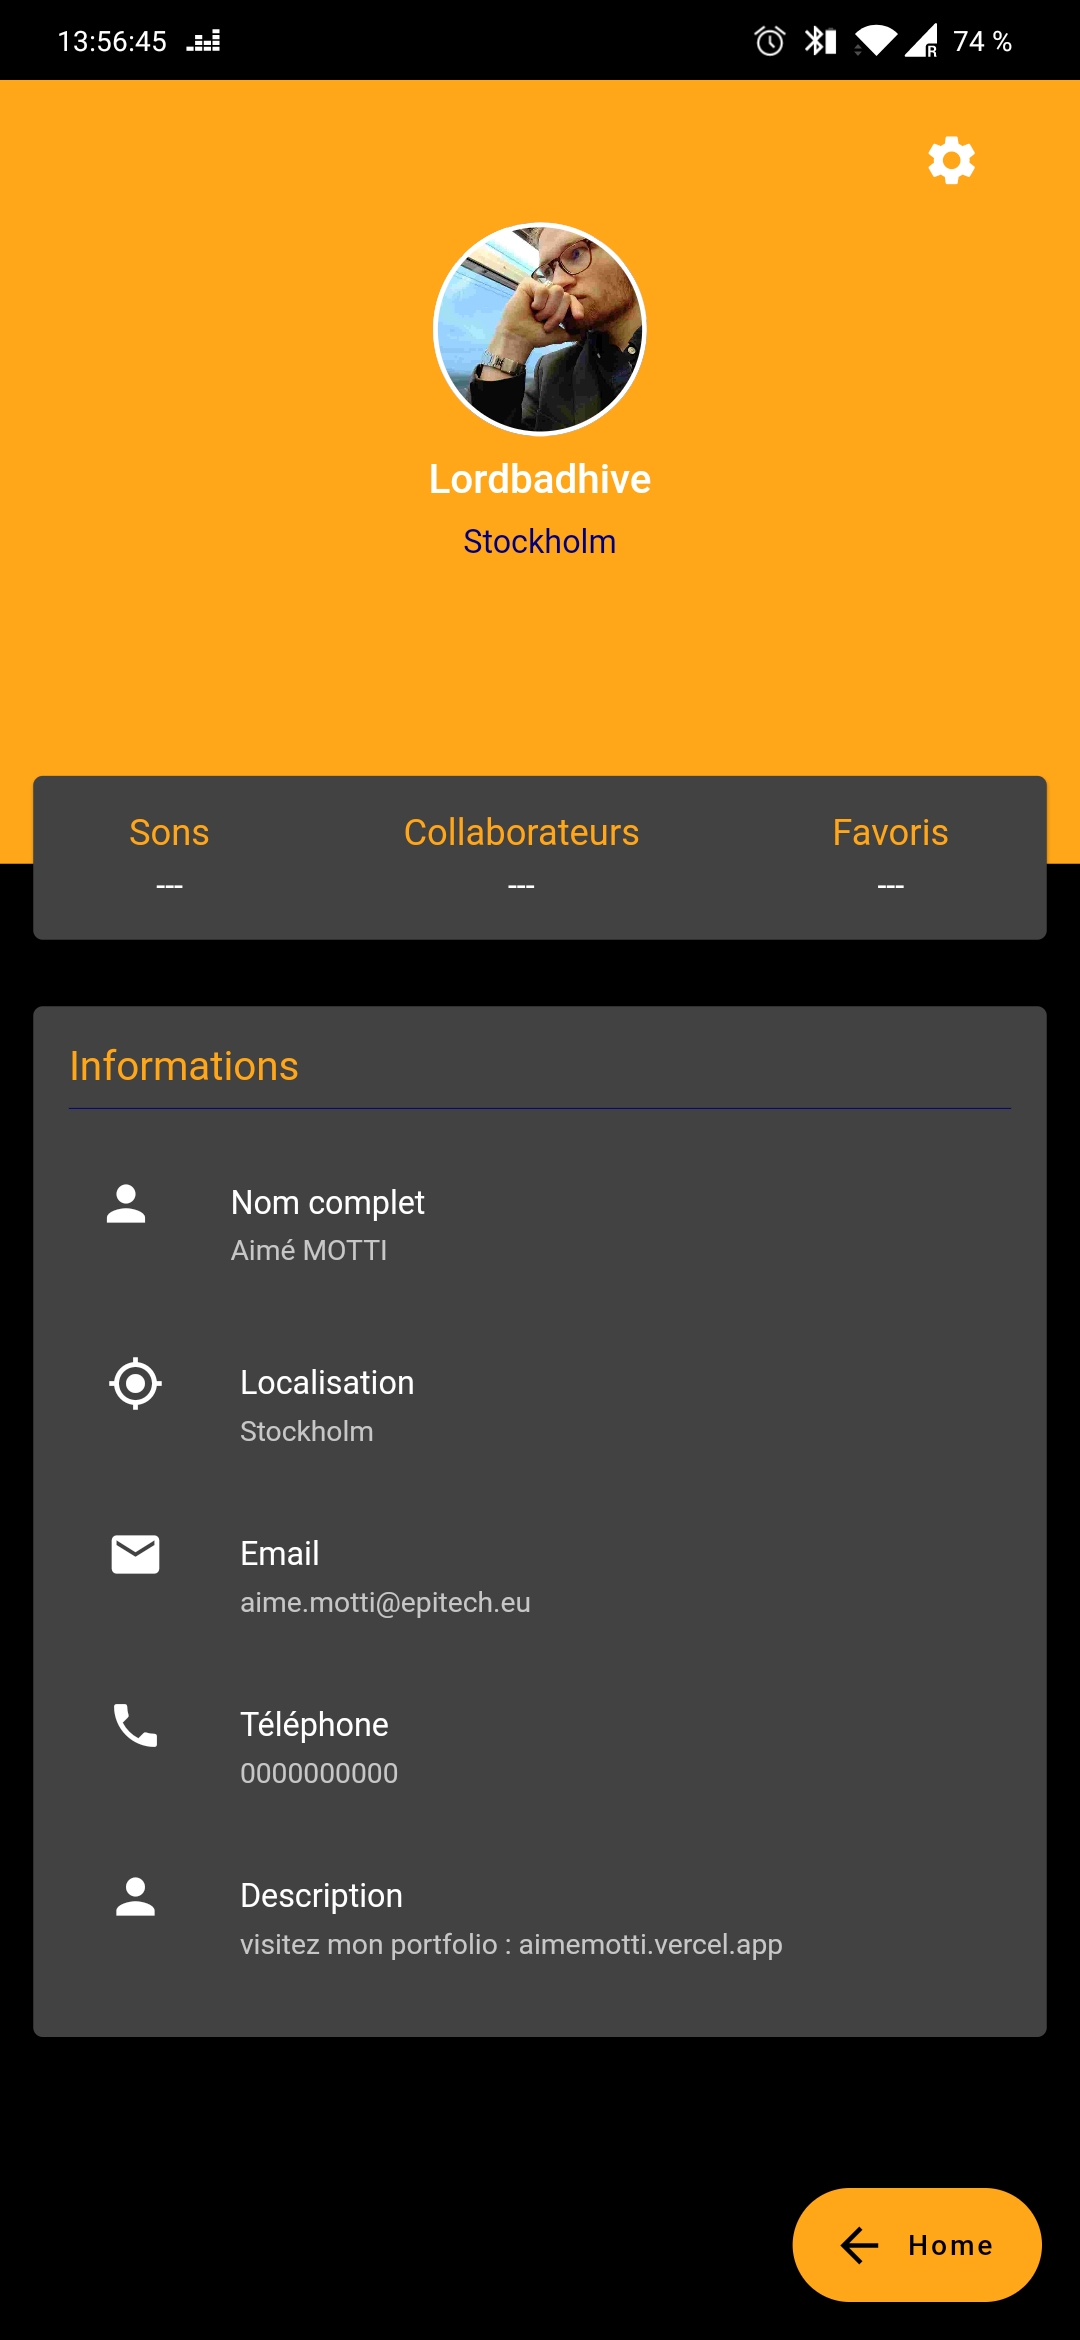 13:56:45 74 %
Lordbadhive
Stockholm
Sons Collaborateurs Favoris
--- --- ---
Informations
Nom complet
Aimé MOTTI
Localisation
Stockholm
Email
aime.motti@epitech.eu
Téléphone
0000000000
Description
visitez mon portfolio : aimemotti.vercel.app
Home